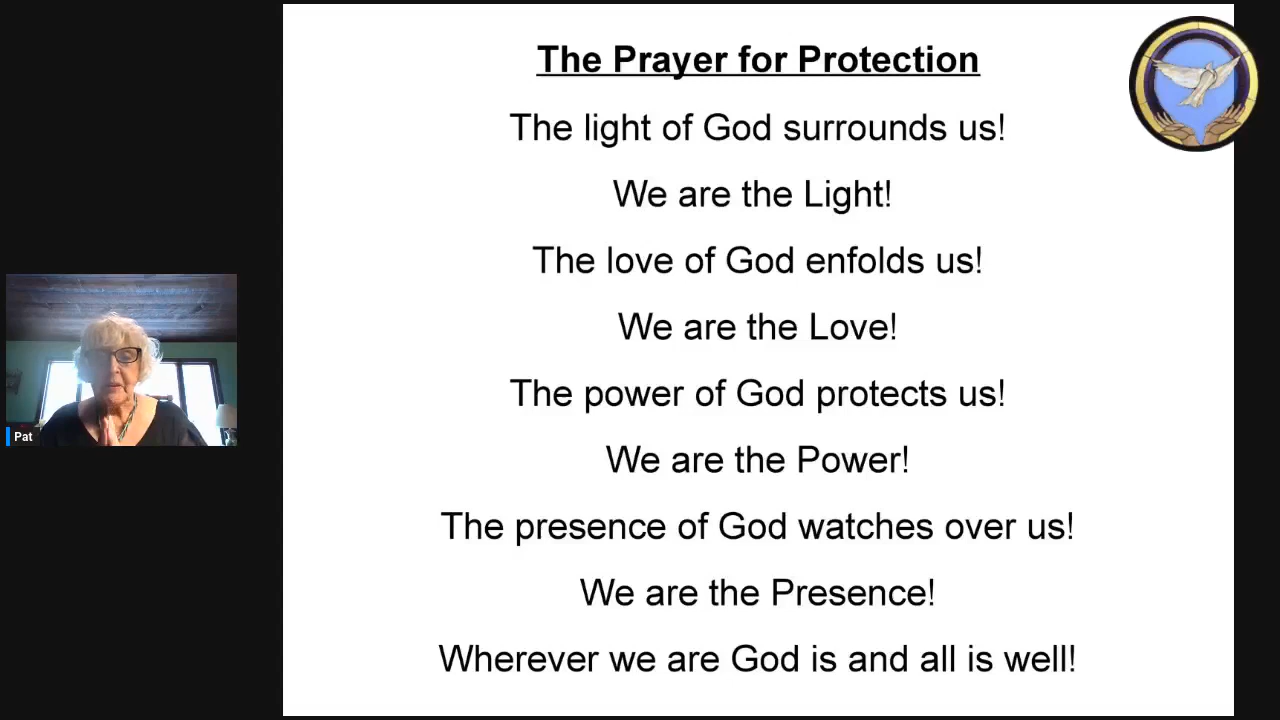 The Prayer for Protection
The light of God surrounds us!
We are the Light!
The love of God enfolds us!
We are the Love!
The power of God protects us!
We are the Power!
The presence of God watches over us!
We are the Presence!
Wherever we are God is and all is well!
Pat